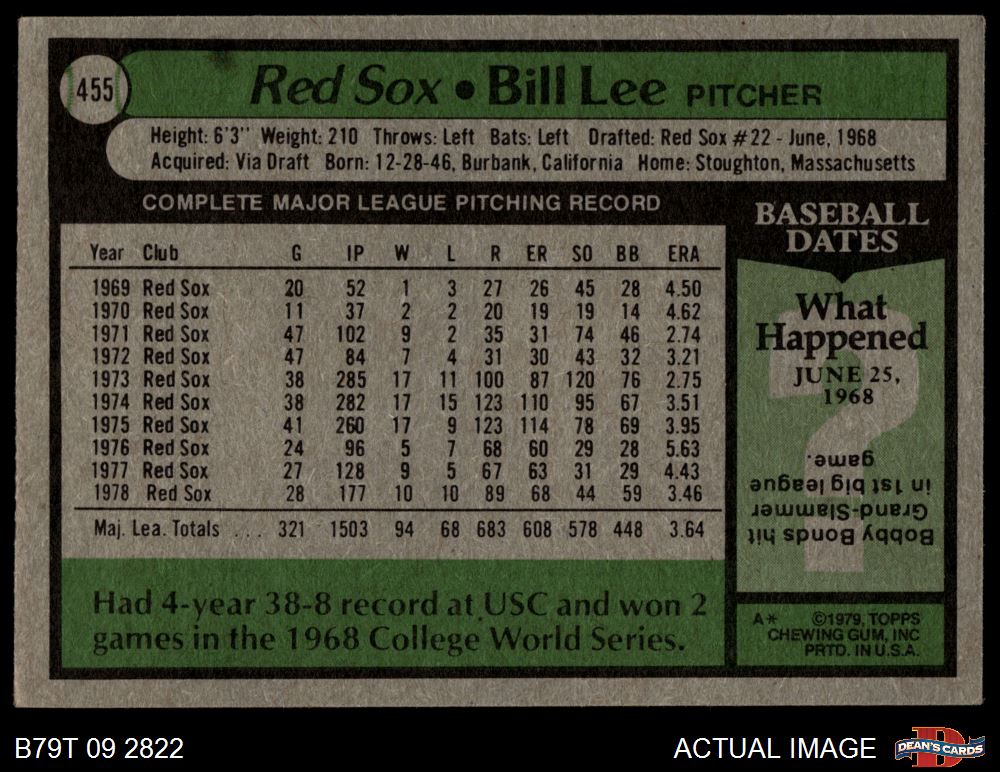 455
Red Sox • Bill Lee PITCHER
Height: 6'3" Weight: 210 Throws: Left Bats: Left Drafted: Red Sox #22 - June, 1968
Acquired: Via Draft Born: 12-28-46, Burbank, California Home: Stoughton, Massachusetts
COMPLETE MAJOR LEAGUE PITCHING RECORD
Year Club G IP W L R ER SO BB ERA
1969 Red Sox 20 52 1 3 27 26 45 28 4.50
1970 Red Sox 11 37 2 2 20 19 19 14 4.62
1971 Red Sox 47 102 9 2 35 31 74 46 2.74
1972 Red Sox 47 84 7 4 31 30 43 32 3.21
1973 Red Sox 38 285 17 11 100 87 120 76 2.75
1974 Red Sox 38 282 17 15 123 110 95 67 3.51
1975 Red Sox 41 260 17 9 123 114 78 69 3.95
1976 Red Sox 24 96 5 7 68 60 29 28 5.63
1977 Red Sox 27 128 9 5 67 63 31 29 4.43
1978 Red Sox 28 177 10 10 89 68 44 59 3.46
Maj. Lea. Totals . . . 321 1503 94 68 683 608 578 448 3.64
Had 4-year 38-8 record at USC and won 2
games in the 1968 College World Series.
BASEBALL
DATES
What
Happened
JUNE 25,
1968
Bobby Bonds hit
Grand-Slammer
in 1st big league
game.
A* ©1979, TOPPS
CHEWING GUM, INC
PRTD. IN U.S.A.
B79T 09 2822
ACTUAL IMAGE
DEAN'S CARDS